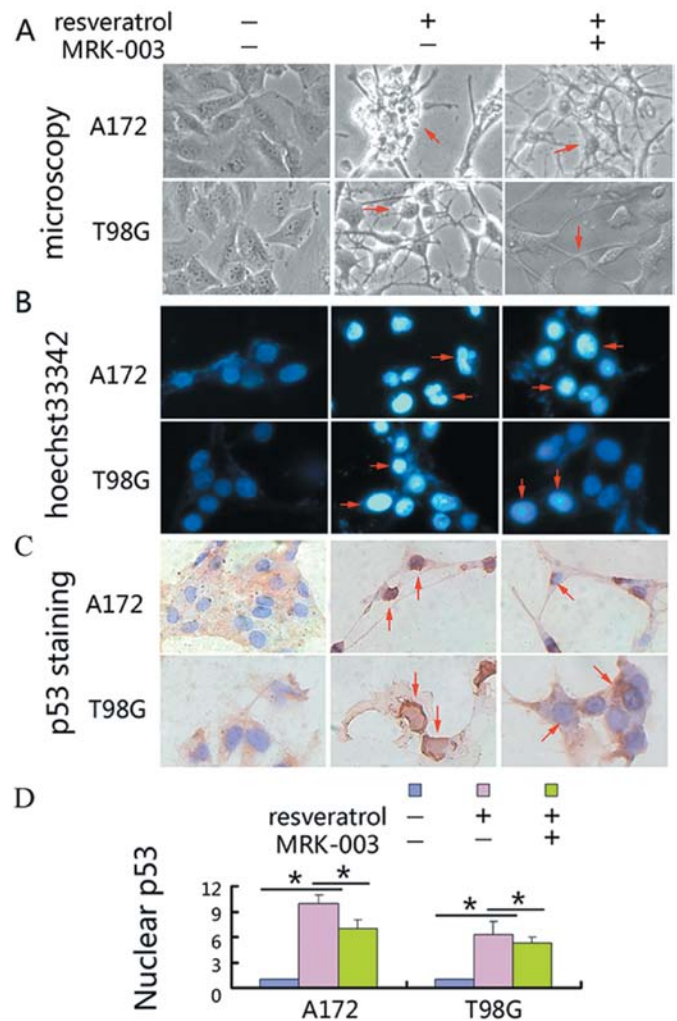 A
resveratrol − + +
MRK-003 − − +
microscopy
A172
T98G
B
hoechst33342
A172
T98G
C
p53 staining
A172
T98G
D
resveratrol − + +
MRK-003 − − +
Nuclear p53
12
9
6
3
0
* * * *
A172 T98G